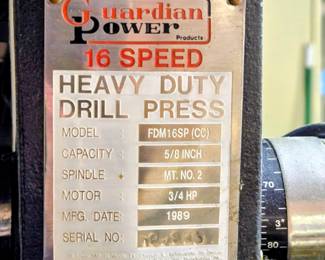 Guardian
Power
Products
16 SPEED
HEAVY DUTY
DRILL PRESS
MODEL : FDM16SP (CC)
CAPACITY : 5/8 INCH
SPINDLE : MT. NO. 2
MOTOR : 3/4 HP
MFG. DATE: 1989
SERIAL NO:
70
3"
80